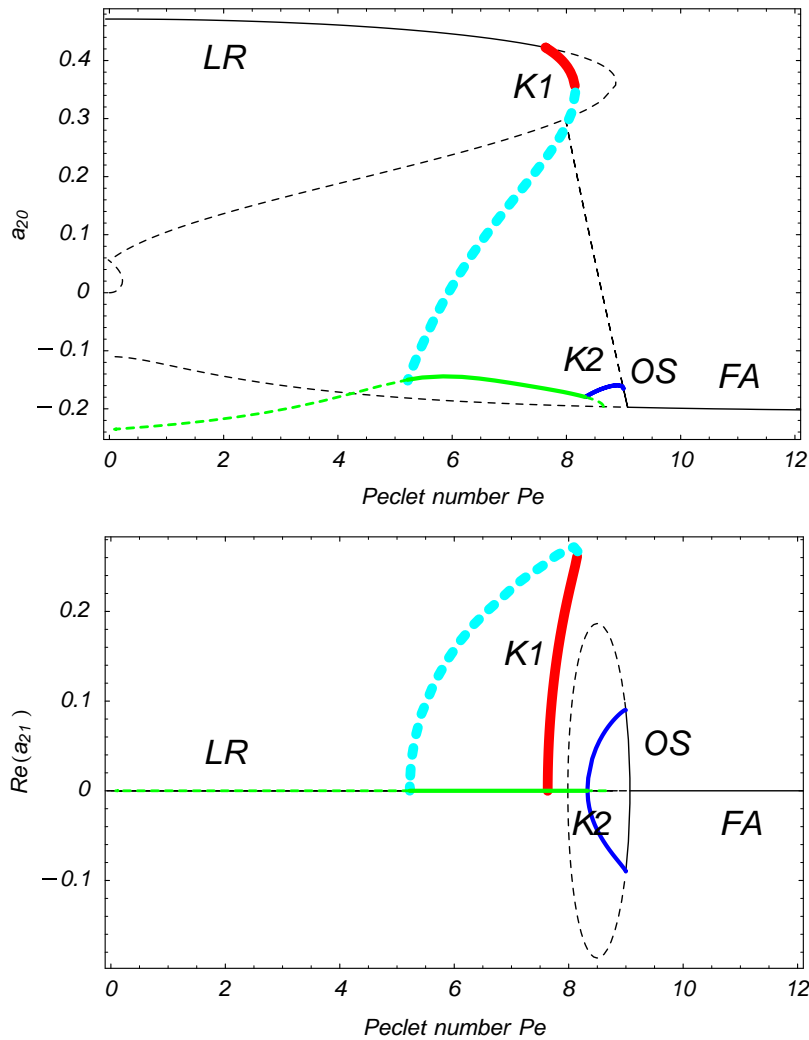 0.4
0.3
0.2
0.1
0
−0.1
−0.2
a20
LR
K1
K2
OS
FA
0 2 4 6 8 10 12
Peclet number Pe
0.2
0.1
0
−0.1
Re(a21)
K1
LR
OS
K2
FA
0 2 4 6 8 10 12
Peclet number Pe